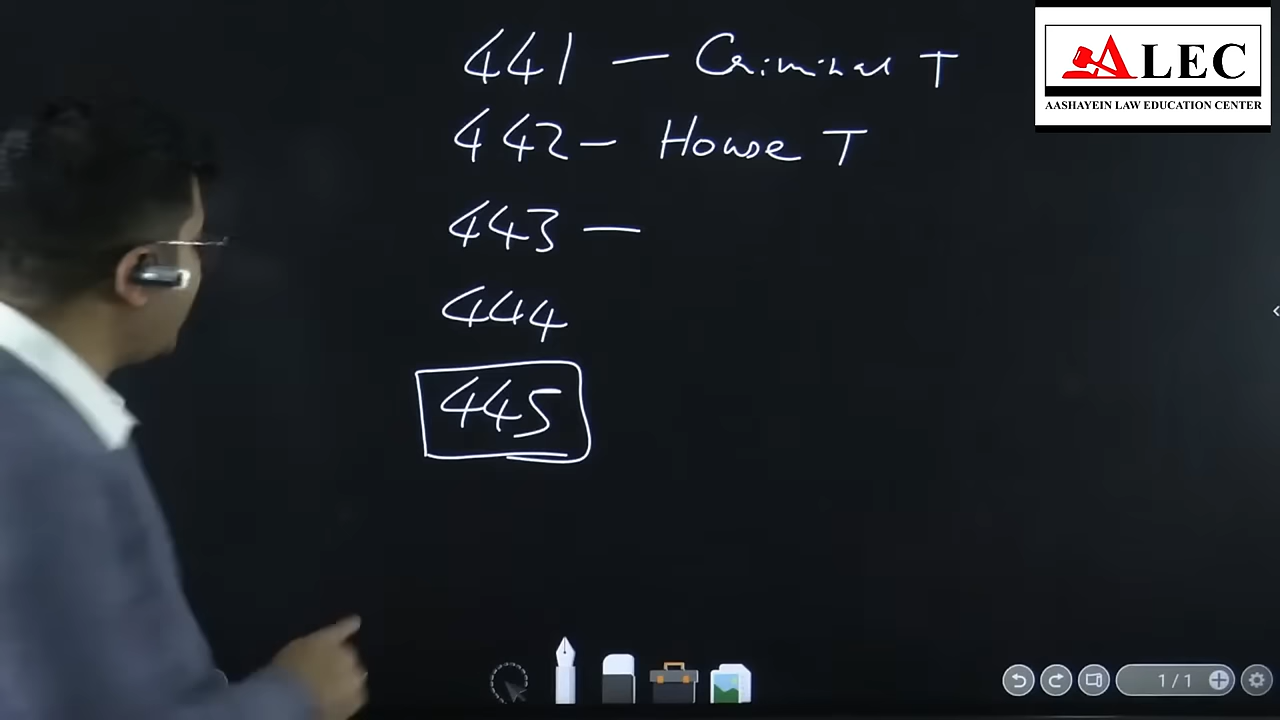 441 — Criminal T
442 — House T
443 —
444
445
ALEC
AASHAYEIN LAW EDUCATION CENTER
1/1